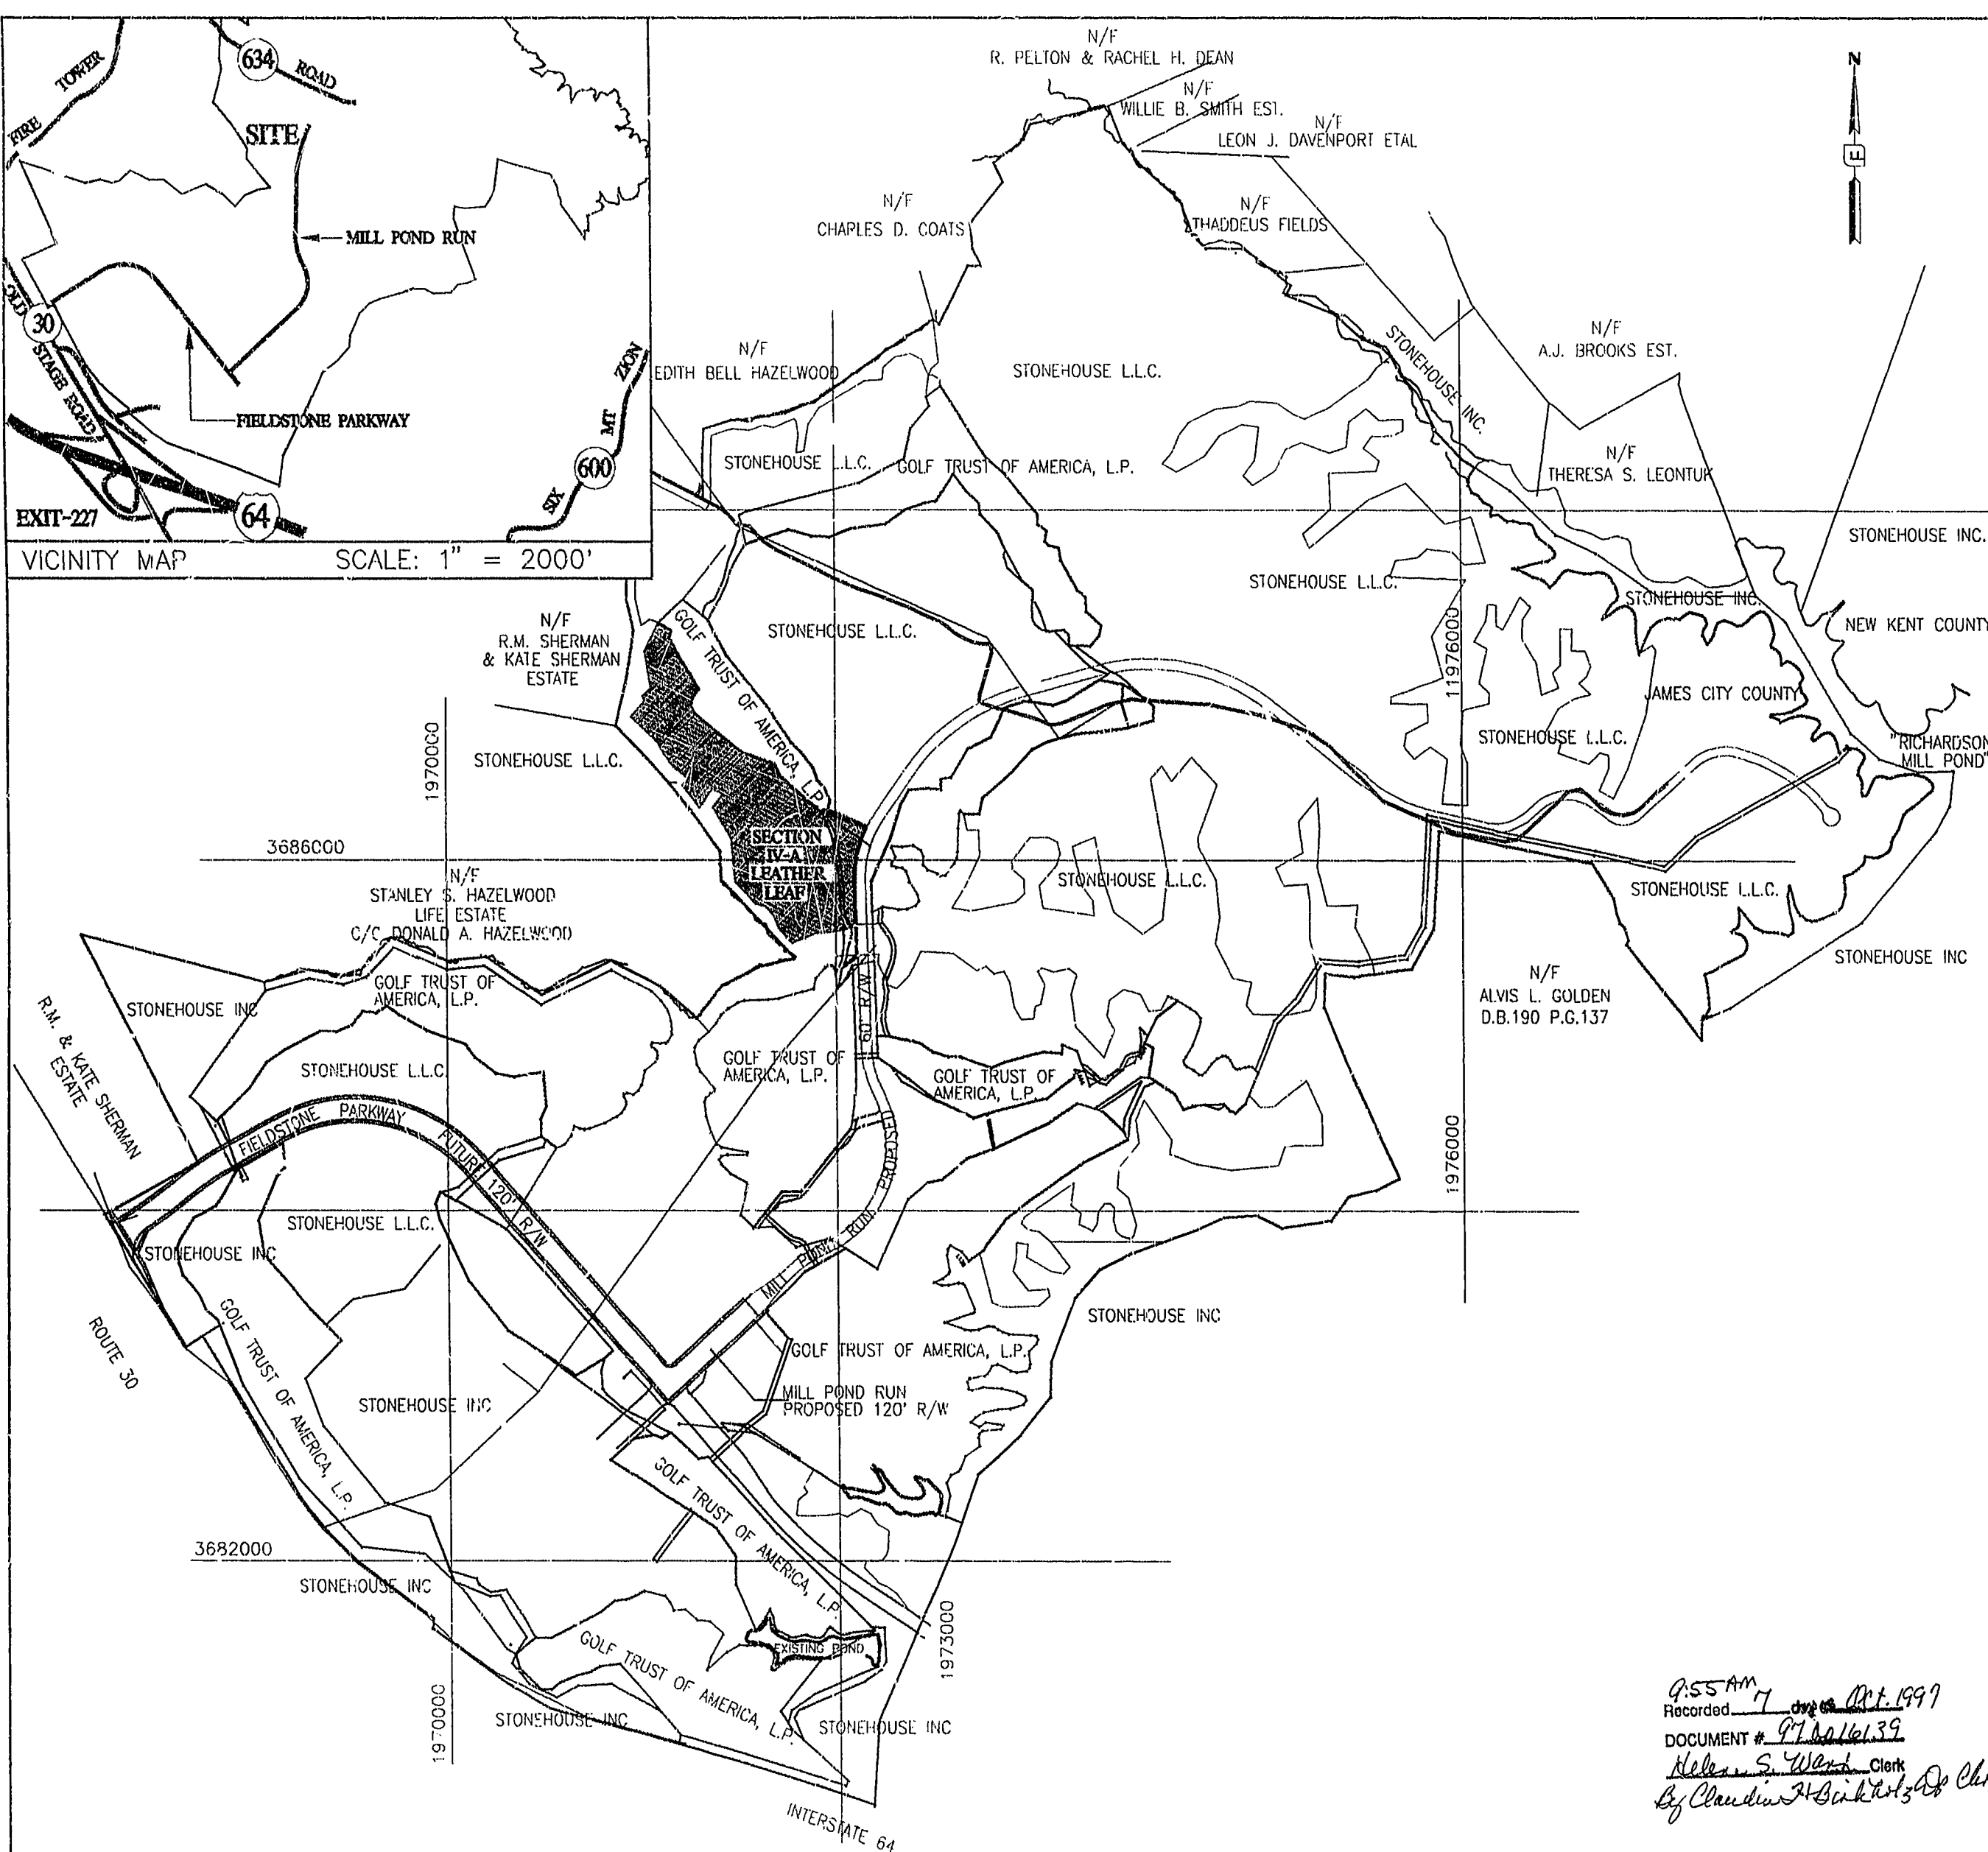 FIRE
TOWER
634
ROAD
SITE
MILL POND RUN
OLD
30
STAGE ROAD
FIELDSTONE PARKWAY
SIX
MT
ZION
600
EXIT-227
64
VICINITY MAP
SCALE: 1" = 2000'
N
N/F
R. PELTON & RACHEL H. DEAN
N/F
WILLIE B. SMITH EST.
N/F
LEON J. DAVENPORT ETAL
N/F
CHARLES D. COATS
N/F
THADDEUS FIELDS
N/F
EDITH BELL HAZELWOOD
STONEHOUSE L.L.C.
STONEHOUSE INC.
N/F
A.J. BROOKS EST.
STONEHOUSE L.L.C.
GOLF TRUST OF AMERICA, L.P.
N/F
THERESA S. LEONTUK
STONEHOUSE INC.
STONEHOUSE L.L.C.
STONEHOUSE INC.
NEW KENT COUNTY
N/F
R.M. SHERMAN
& KATE SHERMAN
ESTATE
GOLF TRUST OF AMERICA, L.P.
STONEHOUSE L.L.C.
11976000
JAMES CITY COUNTY
STONEHOUSE L.L.C.
"RICHARDSON
MILL POND"
STONEHOUSE L.L.C.
1970000
SECTION
IV-A
LEATHER
LEAF
3686000
STONEHOUSE L.L.C.
STONEHOUSE L.L.C.
STONEHOUSE INC
N/F
STANLEY S. HAZELWOOD
LIFE ESTATE
C/C DONALD A. HAZELWOOD
N/F
ALVIS L. GOLDEN
D.B.190 P.G.137
GOLF TRUST OF
AMERICA, L.P.
STONEHOUSE INC
R.M. & KATE SHERMAN
ESTATE
60' R/W
GOLF TRUST OF
AMERICA, L.P.
GOLF TRUST OF
AMERICA, L.P.
STONEHOUSE L.L.C.
FIELDSTONE PARKWAY
FUTURE 120' R/W
MILL POND RUN PROPOSED
1976000
STONEHOUSE L.L.C.
STONEHOUSE INC
STONEHOUSE INC
ROUTE 30
GOLF TRUST OF AMERICA, L.P.
GOLF TRUST OF AMERICA, L.P.
STONEHOUSE INC
MILL POND RUN
PROPOSED 120' R/W
GOLF TRUST OF AMERICA, L.P.
3682000
STONEHOUSE INC
EXISTING POND
1973000
GOLF TRUST OF AMERICA, L.P.
1970000
STONEHOUSE INC
STONEHOUSE INC
INTERSTATE 64
9:55 AM
Recorded 7 day of Oct. 1997
DOCUMENT #
Helen S. Ward Clerk
By